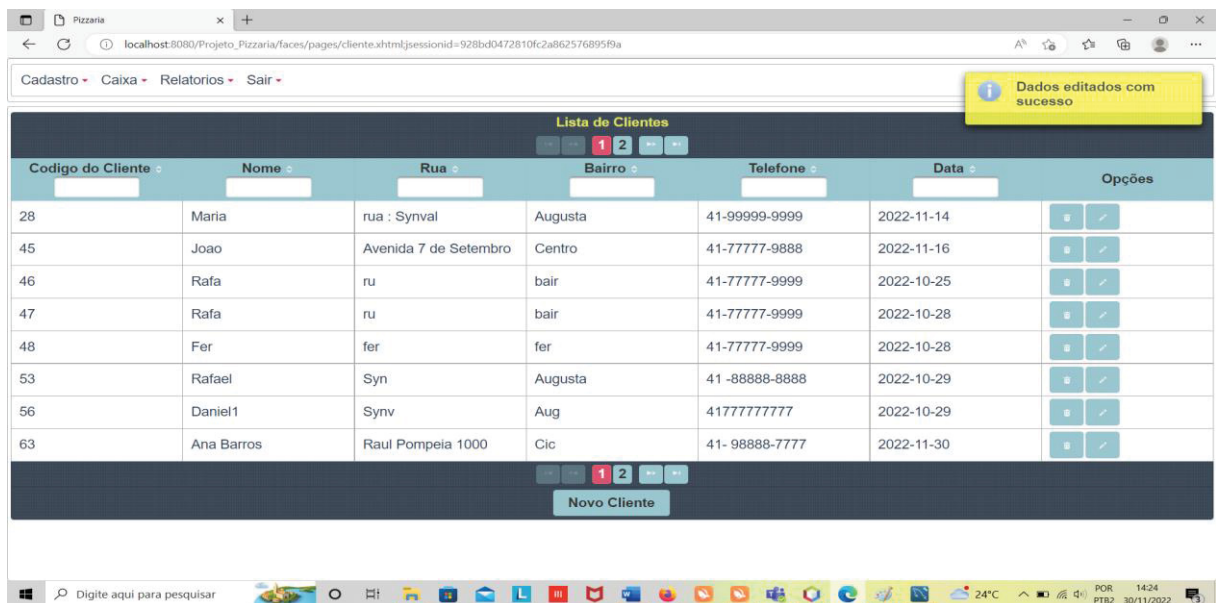 Pizzaria
localhost:8080/Projeto_Pizzaria/faces/pages/cliente.xhtml;jsessionid=928bd0472810fc2a862576895f9a
Cadastro Caixa Relatorios Sair
Dados editados com
sucesso
Lista de Clientes
1 2
Codigo do Cliente Nome Rua Bairro Telefone Data Opções
28 Maria rua : Synval Augusta 41-99999-9999 2022-11-14
45 Joao Avenida 7 de Setembro Centro 41-77777-9888 2022-11-16
46 Rafa ru bair 41-77777-9999 2022-10-25
47 Rafa ru bair 41-77777-9999 2022-10-28
48 Fer fer fer 41-77777-9999 2022-10-28
53 Rafael Syn Augusta 41 -88888-8888 2022-10-29
56 Daniel1 Synv Aug 41777777777 2022-10-29
63 Ana Barros Raul Pompeia 1000 Cic 41- 98888-7777 2022-11-30
1 2
Novo Cliente
Digite aqui para pesquisar 24°C POR 14:24
PTB2 30/11/2022